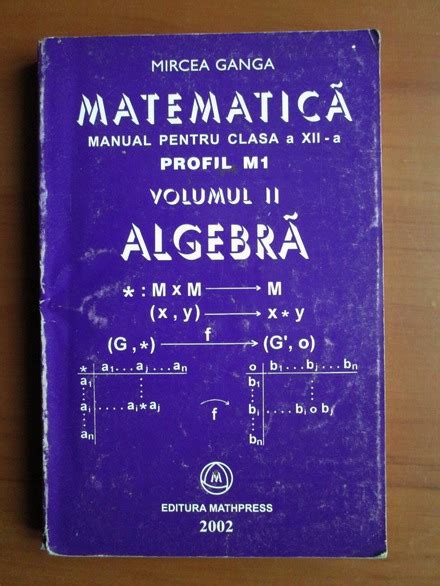 MIRCEA GANGA
MATEMATICĂ
MANUAL PENTRU CLASA a XII-a
PROFIL M1
VOLUMUL II
ALGEBRĂ
* : M x M → M
(x , y) → x * y
(G , *) f → (G', o)
* a1...aj ...an
a1
ai ....ai*aj
an
f
o b1...bj...bn
b1
bi ....bi o bj
bn
M
EDITURA MATHPRESS
2002